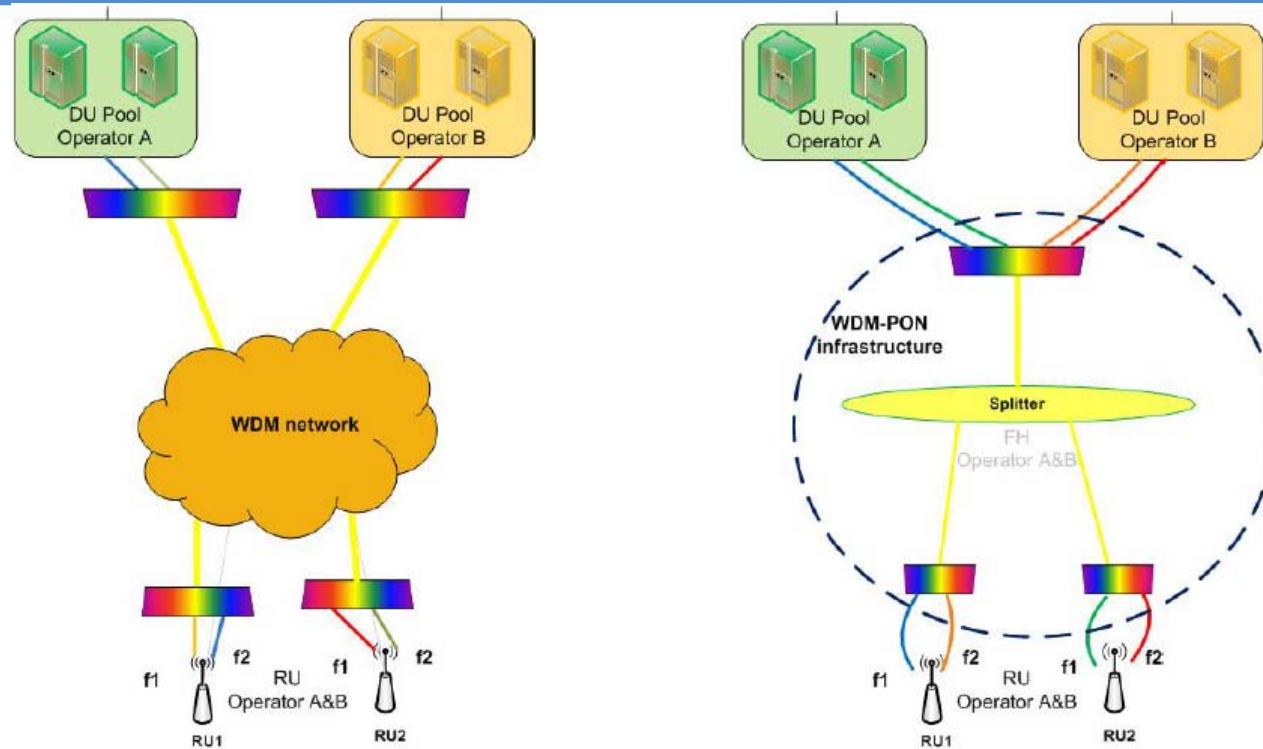 DU Pool
Operator A
DU Pool
Operator B
WDM network
f1
f2
RU
Operator A&B
RU1
f1
f2
RU2
DU Pool
Operator A
DU Pool
Operator B
WDM-PON
infrastructure
Splitter
FH
Operator A&B
f1
f2
RU
Operator A&B
RU1
f1
f2
RU2